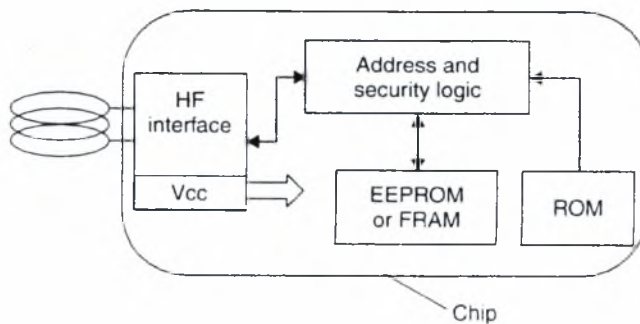 HF
interface
Vcc
Address and
security logic
EEPROM
or FRAM
ROM
Chip